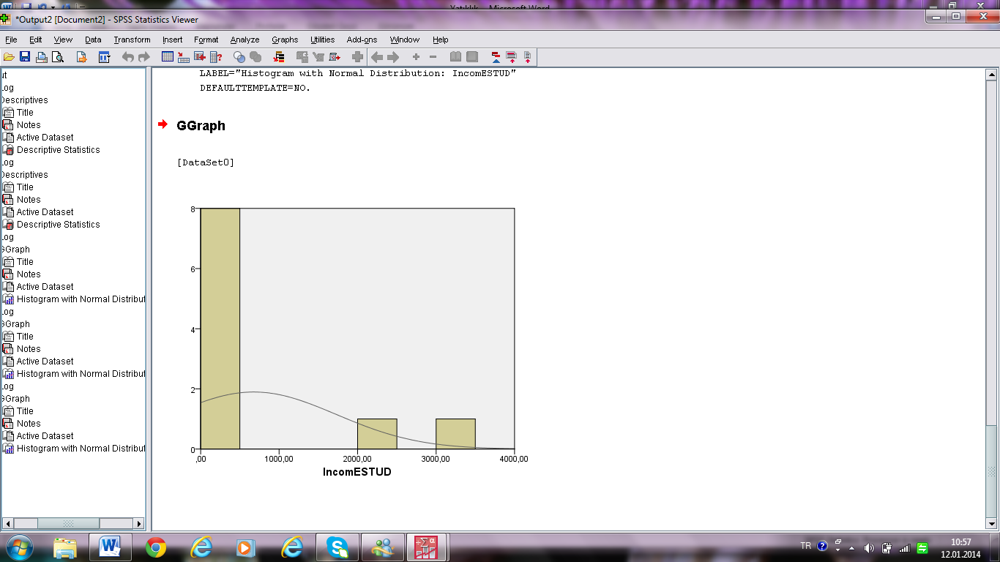 Yatıklık - Microsoft Word
*Output2 [Document2] - SPSS Statistics Viewer
File Edit View Data Transform Insert Format Analyze Graphs Utilities Add-ons Window Help
ut
Log
Descriptives
Title
Notes
Active Dataset
Descriptive Statistics
Log
Descriptives
Title
Notes
Active Dataset
Descriptive Statistics
Log
GGraph
Title
Notes
Active Dataset
Histogram with Normal Distribut
Log
GGraph
Title
Notes
Active Dataset
Histogram with Normal Distribut
Log
GGraph
Title
Notes
Active Dataset
Histogram with Normal Distribut
LABEL="Histogram with Normal Distribution: IncomESTUD"
DEFAULTTEMPLATE=NO.
GGraph
[DataSet0]
8
6
4
2
0
,00 1000,00 2000,00 3000,00 4000,00
IncomESTUD
TR
10:57
12.01.2014